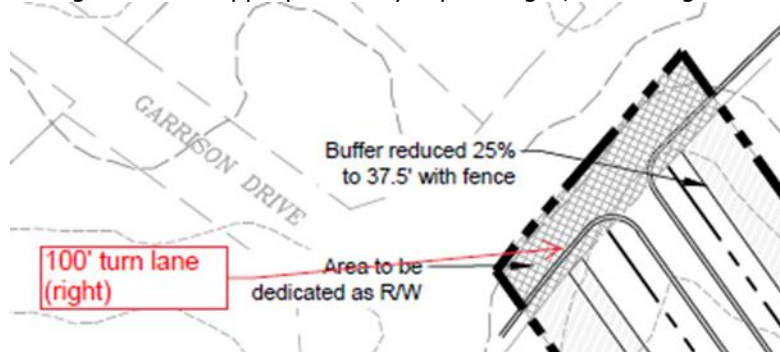 GARRISON DRIVE
Buffer reduced 25%
to 37.5' with fence
100' turn lane
(right)
Area to be
dedicated as R/W